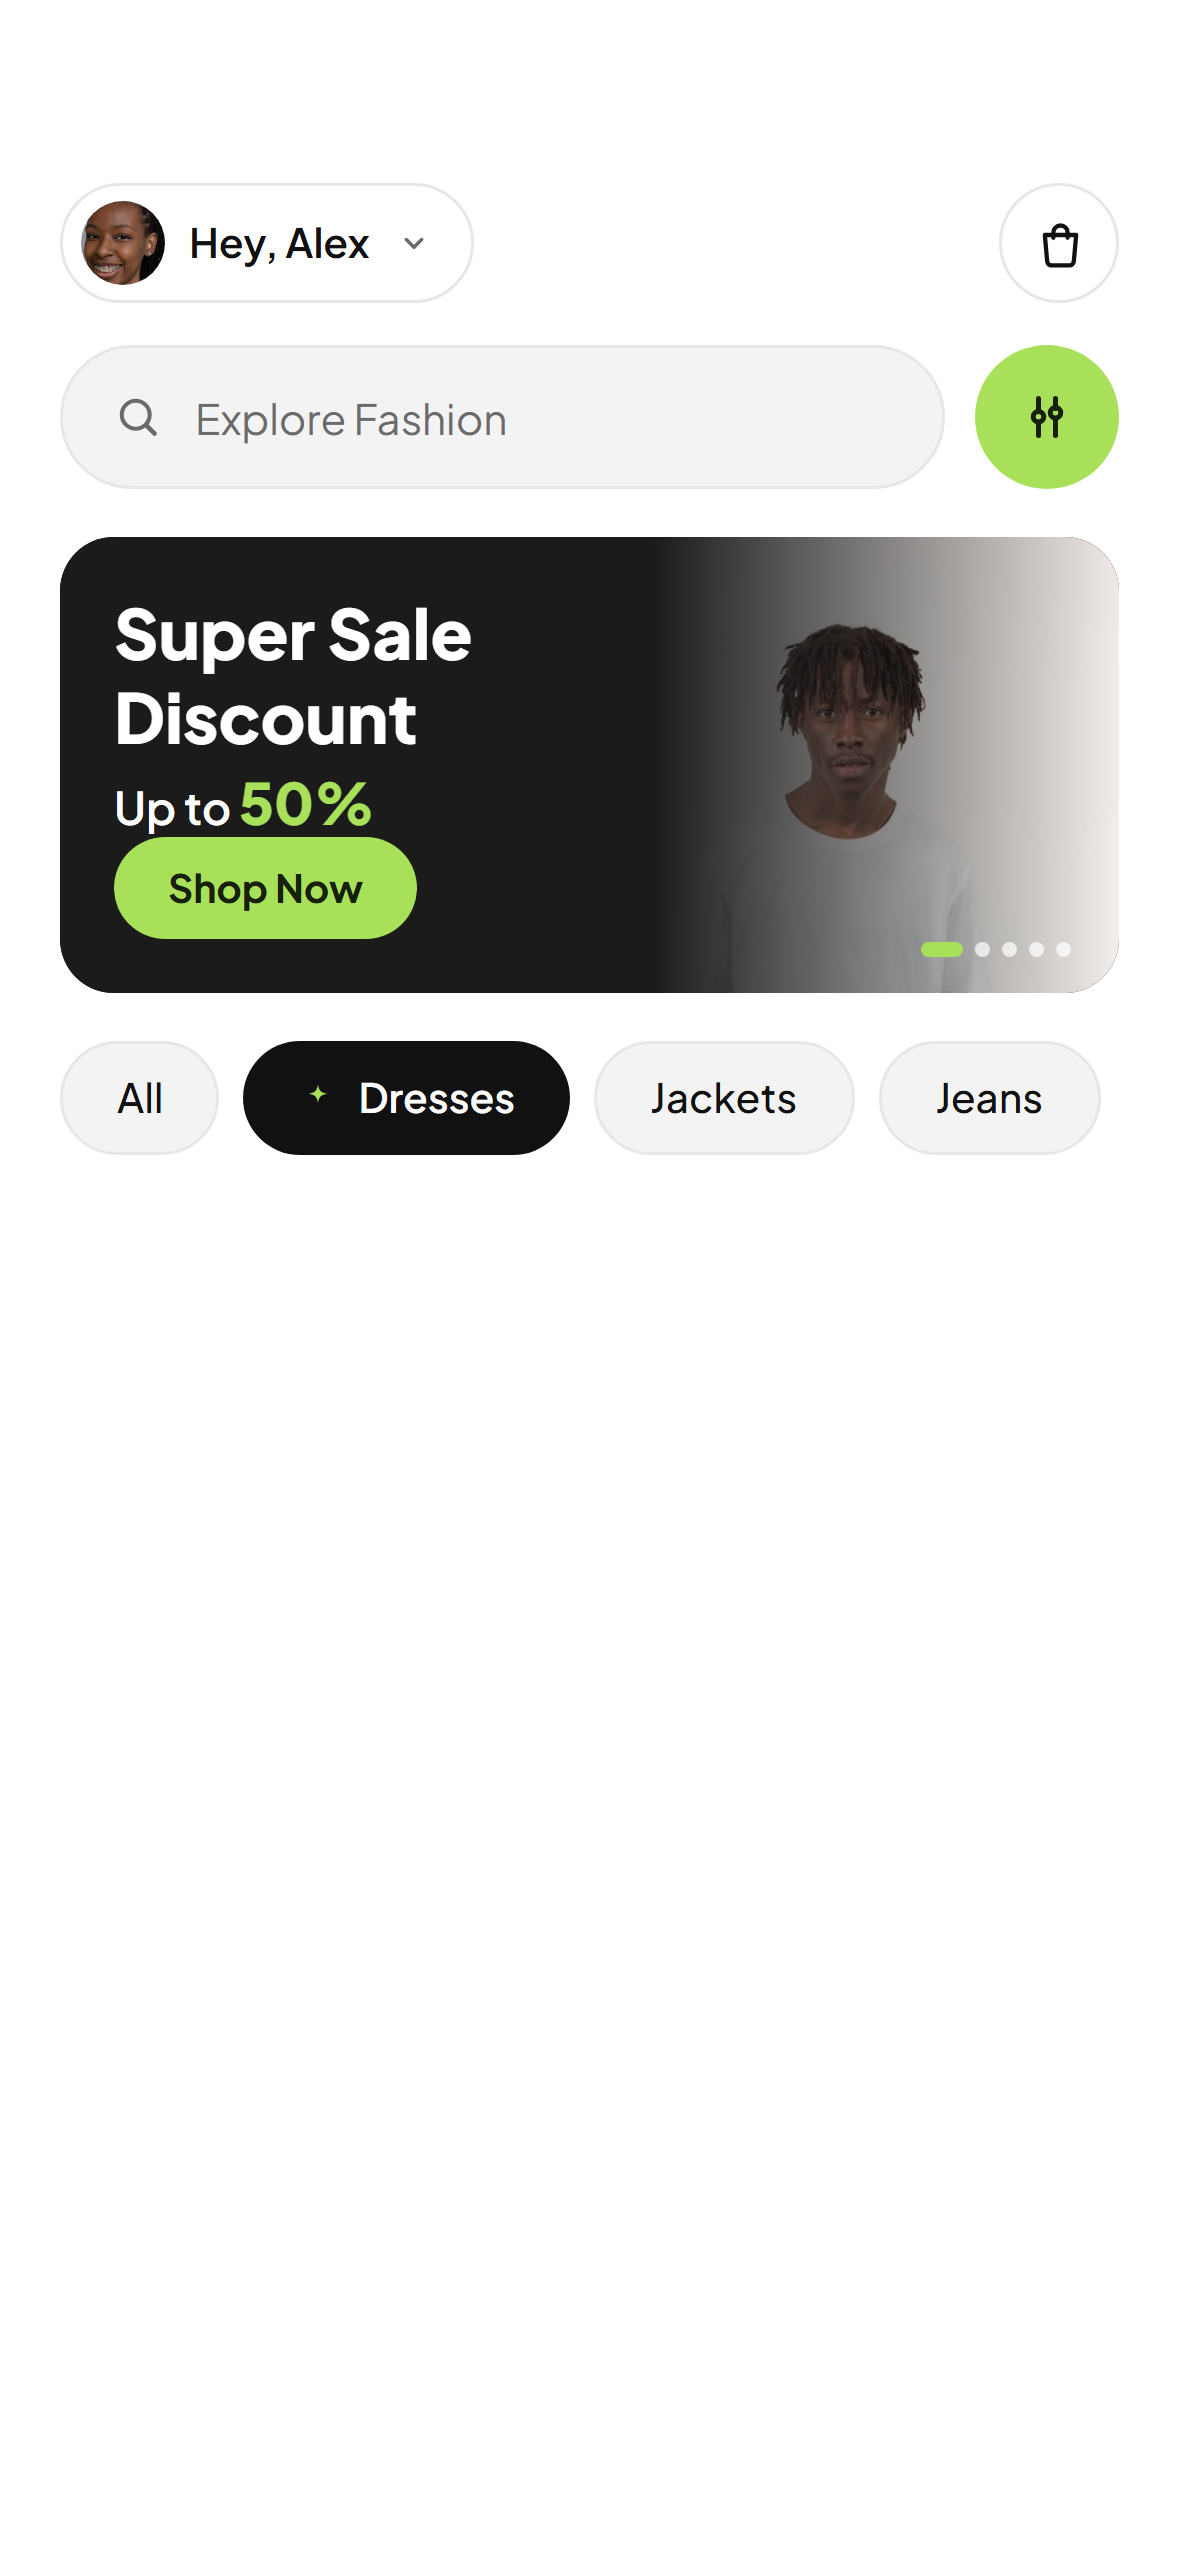 Hey, Alex
Explore Fashion
Super Sale
Discount
Up to 50%
Shop Now
All
Dresses
Jackets
Jeans